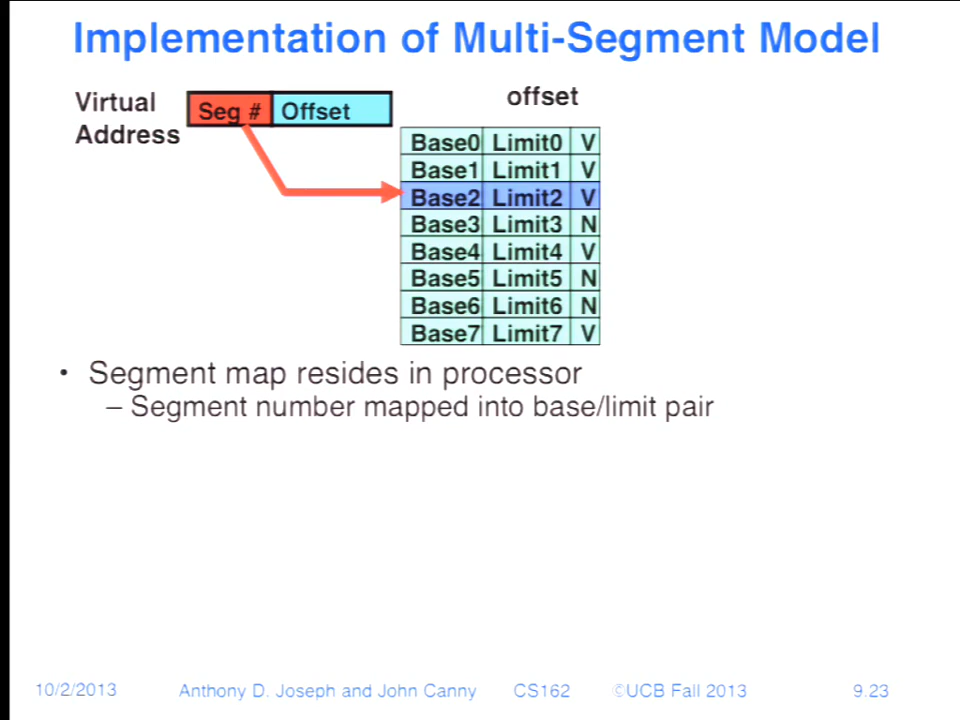 Implementation of Multi-Segment Model
Virtual Address
Seg # Offset
offset
Base0 Limit0 V
Base1 Limit1 V
Base2 Limit2 V
Base3 Limit3 N
Base4 Limit4 V
Base5 Limit5 N
Base6 Limit6 N
Base7 Limit7 V
• Segment map resides in processor
– Segment number mapped into base/limit pair
10/2/2013 Anthony D. Joseph and John Canny CS162 ©UCB Fall 2013 9.23